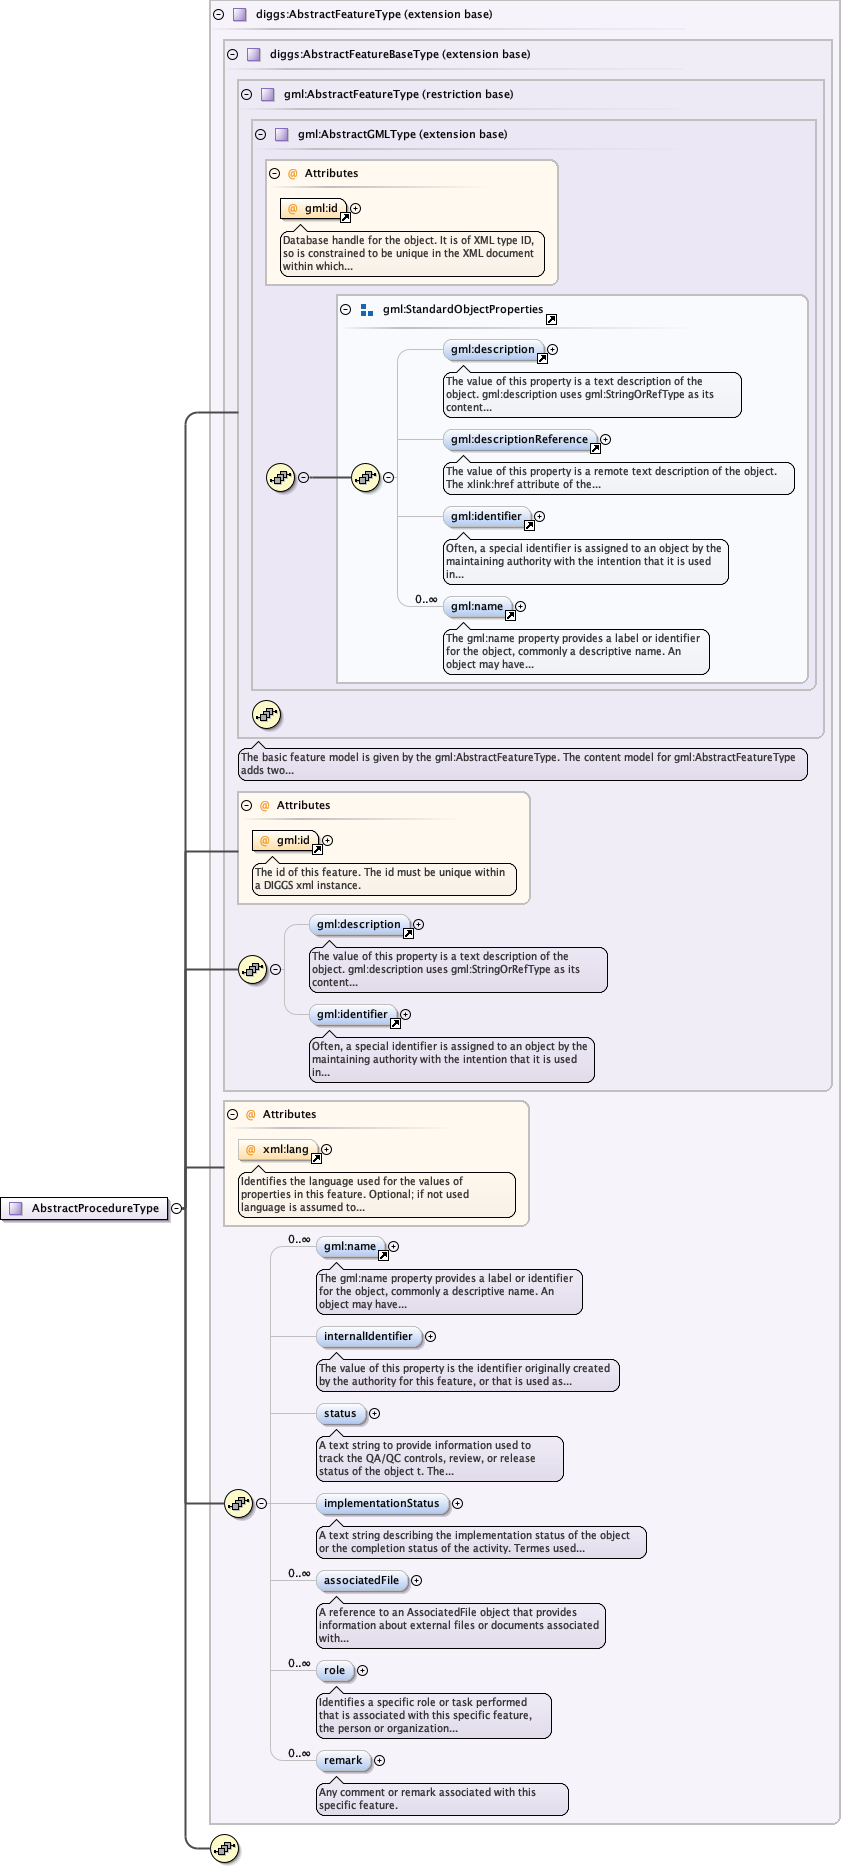 diggs:AbstractFeatureType (extension base)
diggs:AbstractFeatureBaseType (extension base)
gml:AbstractFeatureType (restriction base)
gml:AbstractGMLType (extension base)
@ Attributes
@ gml:id
Database handle for the object. It is of XML type ID,
so is constrained to be unique in the XML document
within which...
gml:StandardObjectProperties
gml:description
The value of this property is a text description of the
object. gml:description uses gml:StringOrRefType as its
content...
gml:descriptionReference
The value of this property is a remote text description of the object.
The xlink:href attribute of the...
gml:identifier
Often, a special identifier is assigned to an object by the
maintaining authority with the intention that it is used
in...
0..∞
gml:name
The gml:name property provides a label or identifier
for the object, commonly a descriptive name. An
object may have...
The basic feature model is given by the gml:AbstractFeatureType. The content model for gml:AbstractFeatureType
adds two...
@ Attributes
@ gml:id
The id of this feature. The id must be unique within
a DIGGS xml instance.
gml:description
The value of this property is a text description of the
object. gml:description uses gml:StringOrRefType as its
content...
gml:identifier
Often, a special identifier is assigned to an object by the
maintaining authority with the intention that it is used
in...
@ Attributes
@ xml:lang
Identifies the language used for the values of
properties in this feature. Optional; if not used
language is assumed to...
AbstractProcedureType
0..∞
gml:name
The gml:name property provides a label or identifier
for the object, commonly a descriptive name. An
object may have...
internalIdentifier
The value of this property is the identifier originally created
by the authority for this feature, or that is used as...
status
A text string to provide information used to
track the QA/QC controls, review, or release
status of the object t. The...
implementationStatus
A text string describing the implementation status of the object
or the completion status of the activity. Termes used...
0..∞
associatedFile
A reference to an AssociatedFile object that provides
information about external files or documents associated
with...
0..∞
role
Identifies a specific role or task performed
that is associated with this specific feature,
the person or organization...
0..∞
remark
Any comment or remark associated with this
specific feature.